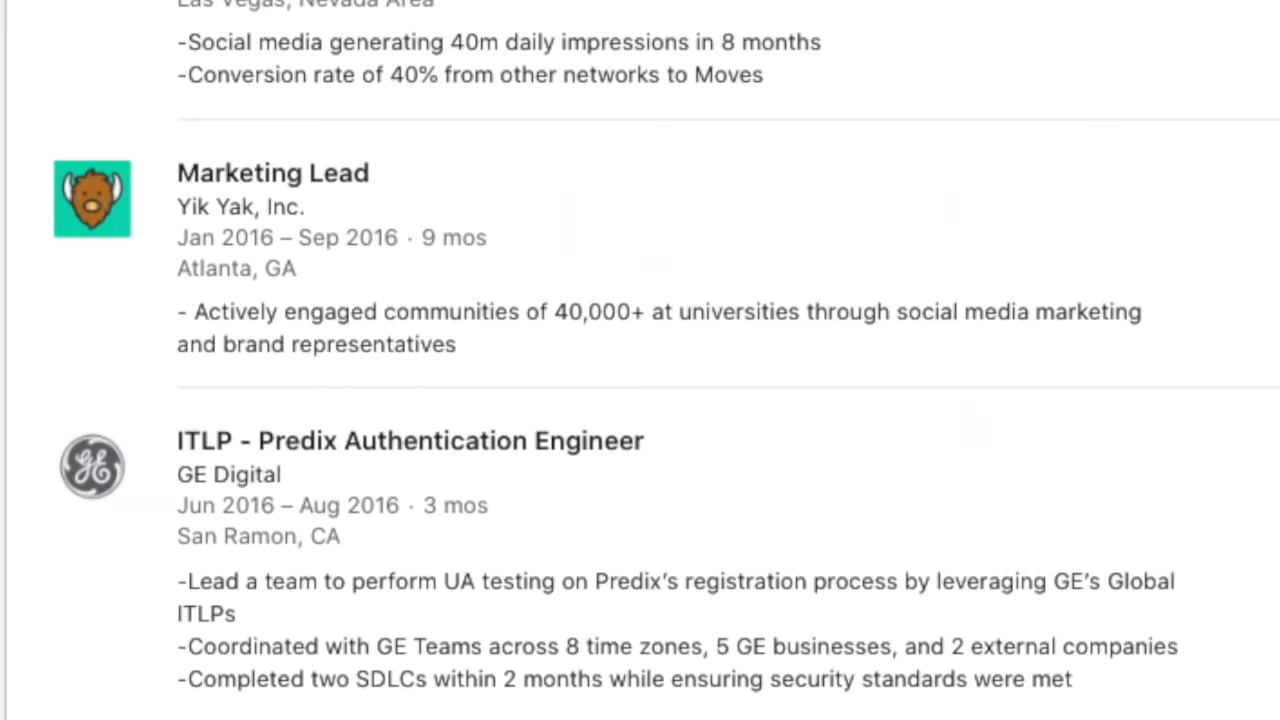 Las Vegas, Nevada Area
-Social media generating 40m daily impressions in 8 months
-Conversion rate of 40% from other networks to Moves
Marketing Lead
Yik Yak, Inc.
Jan 2016 – Sep 2016 · 9 mos
Atlanta, GA
- Actively engaged communities of 40,000+ at universities through social media marketing
and brand representatives
GE
ITLP - Predix Authentication Engineer
GE Digital
Jun 2016 – Aug 2016 · 3 mos
San Ramon, CA
-Lead a team to perform UA testing on Predix’s registration process by leveraging GE’s Global
ITLPs
-Coordinated with GE Teams across 8 time zones, 5 GE businesses, and 2 external companies
-Completed two SDLCs within 2 months while ensuring security standards were met